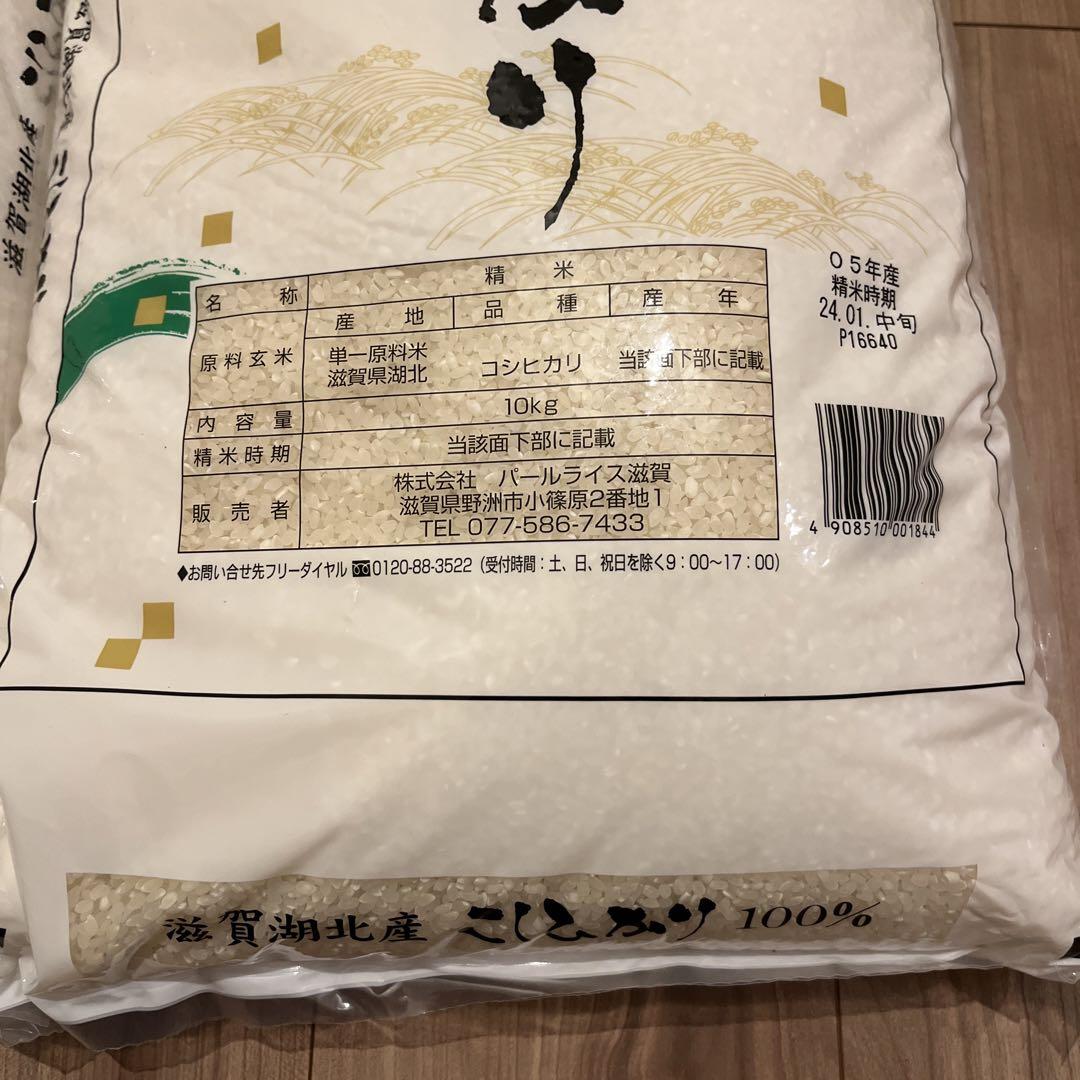 り
滋賀湖北産
名称
精米
産地
品種
産年
原料玄米
単一原料米
滋賀県湖北
コシヒカリ
当該面下部に記載
内容量
10kg
精米時期
当該面下部に記載
販売者
株式会社 パールライス滋賀
滋賀県野洲市小篠原2番地1
TEL 077-586-7433
◆お問い合せ先フリーダイヤル 0120-88-3522（受付時間：土、日、祝日を除く9：00～17：00）
05年産
精米時期
24.01.中旬
P16640
4 908510 001844
滋賀湖北産 こしひかり 100%